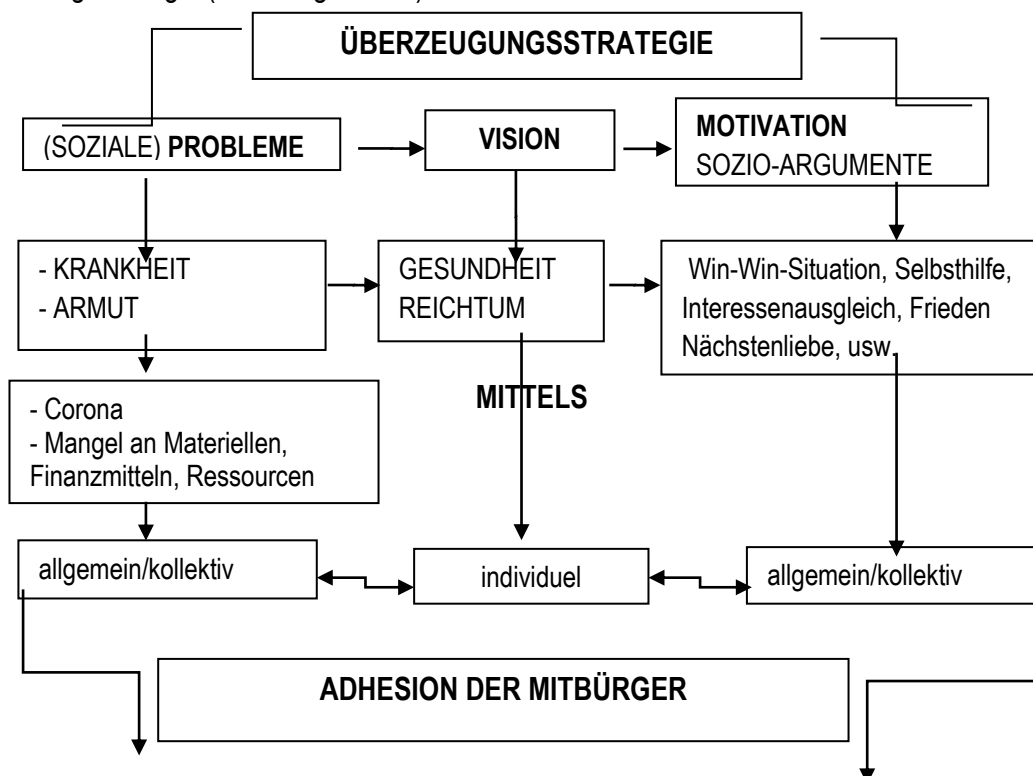 ÜBERZEUGUNGSSTRATEGIE
(SOZIALE) PROBLEME
VISION
MOTIVATION
SOZIO-ARGUMENTE
- KRANKHEIT
- ARMUT
GESUNDHEIT
REICHTUM
Win-Win-Situation, Selbsthilfe,
Interessenausgleich, Frieden
Nächstenliebe, usw.
MITTELS
- Corona
- Mangel an Materiellen,
Finanzmitteln, Ressourcen
allgemein/kollektiv
individuel
allgemein/kollektiv
ADHESION DER MITBÜRGER